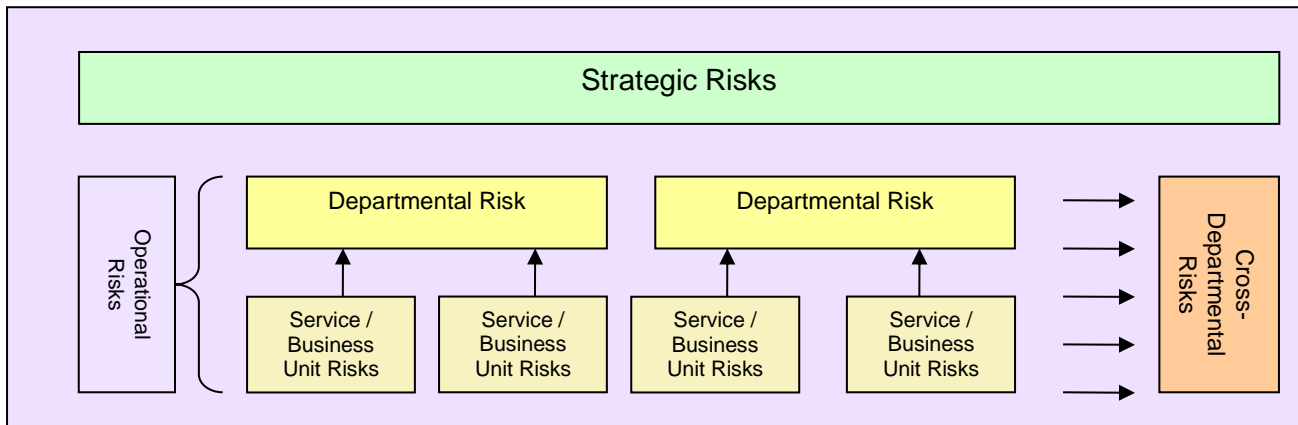 Strategic Risks
Operational
Risks
Departmental Risk
Departmental Risk
Cross-
Departmental
Risks
Service /
Business
Unit Risks
Service /
Business
Unit Risks
Service /
Business
Unit Risks
Service /
Business
Unit Risks